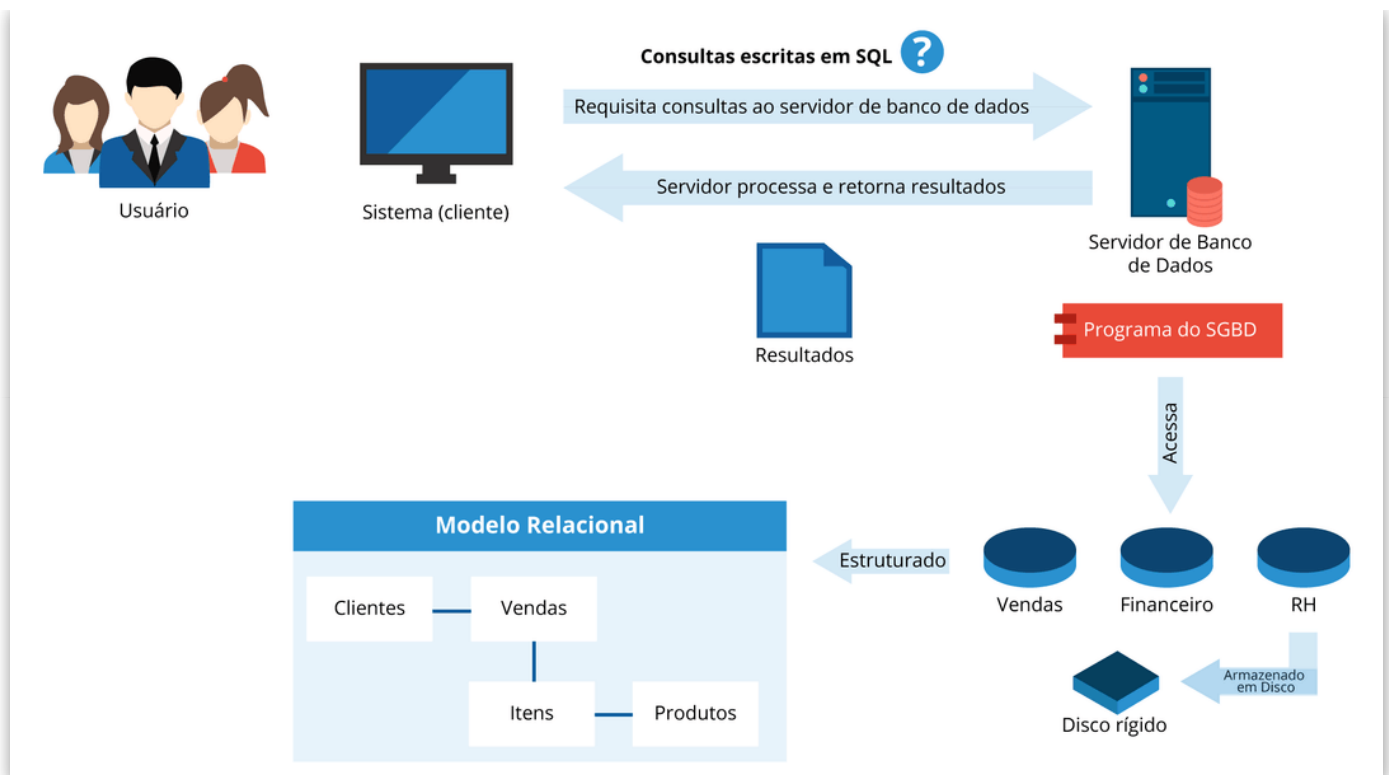 Consultas escritas em SQL ?
Requisita consultas ao servidor de banco de dados
Servidor processa e retorna resultados
Usuário
Sistema (cliente)
Servidor de Banco
de Dados
Resultados
Programa do SGBD
Acessa
Modelo Relacional
Estruturado
Clientes
Vendas
Itens
Produtos
Vendas
Financeiro
RH
Armazenado
em Disco
Disco rígido